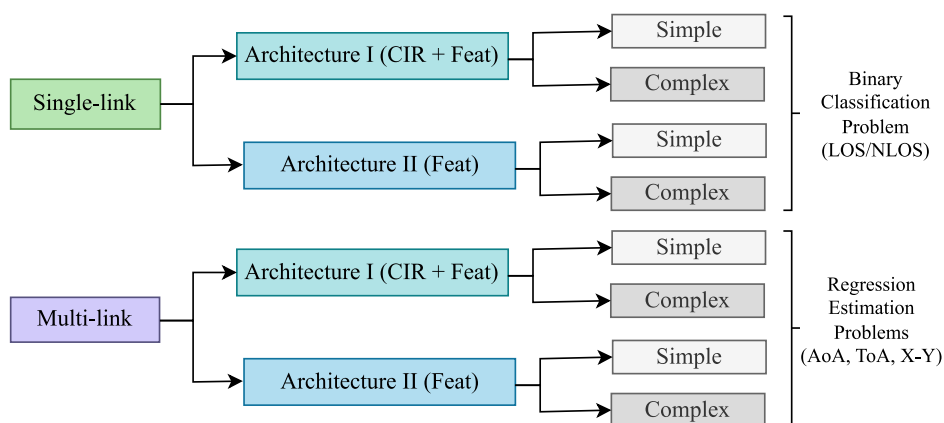 Single-link
Architecture I (CIR + Feat)
Simple
Complex
Architecture II (Feat)
Simple
Complex
Binary
Classification
Problem
(LOS/NLOS)
Multi-link
Architecture I (CIR + Feat)
Simple
Complex
Architecture II (Feat)
Simple
Complex
Regression
Estimation
Problems
(AoA, ToA, X-Y)